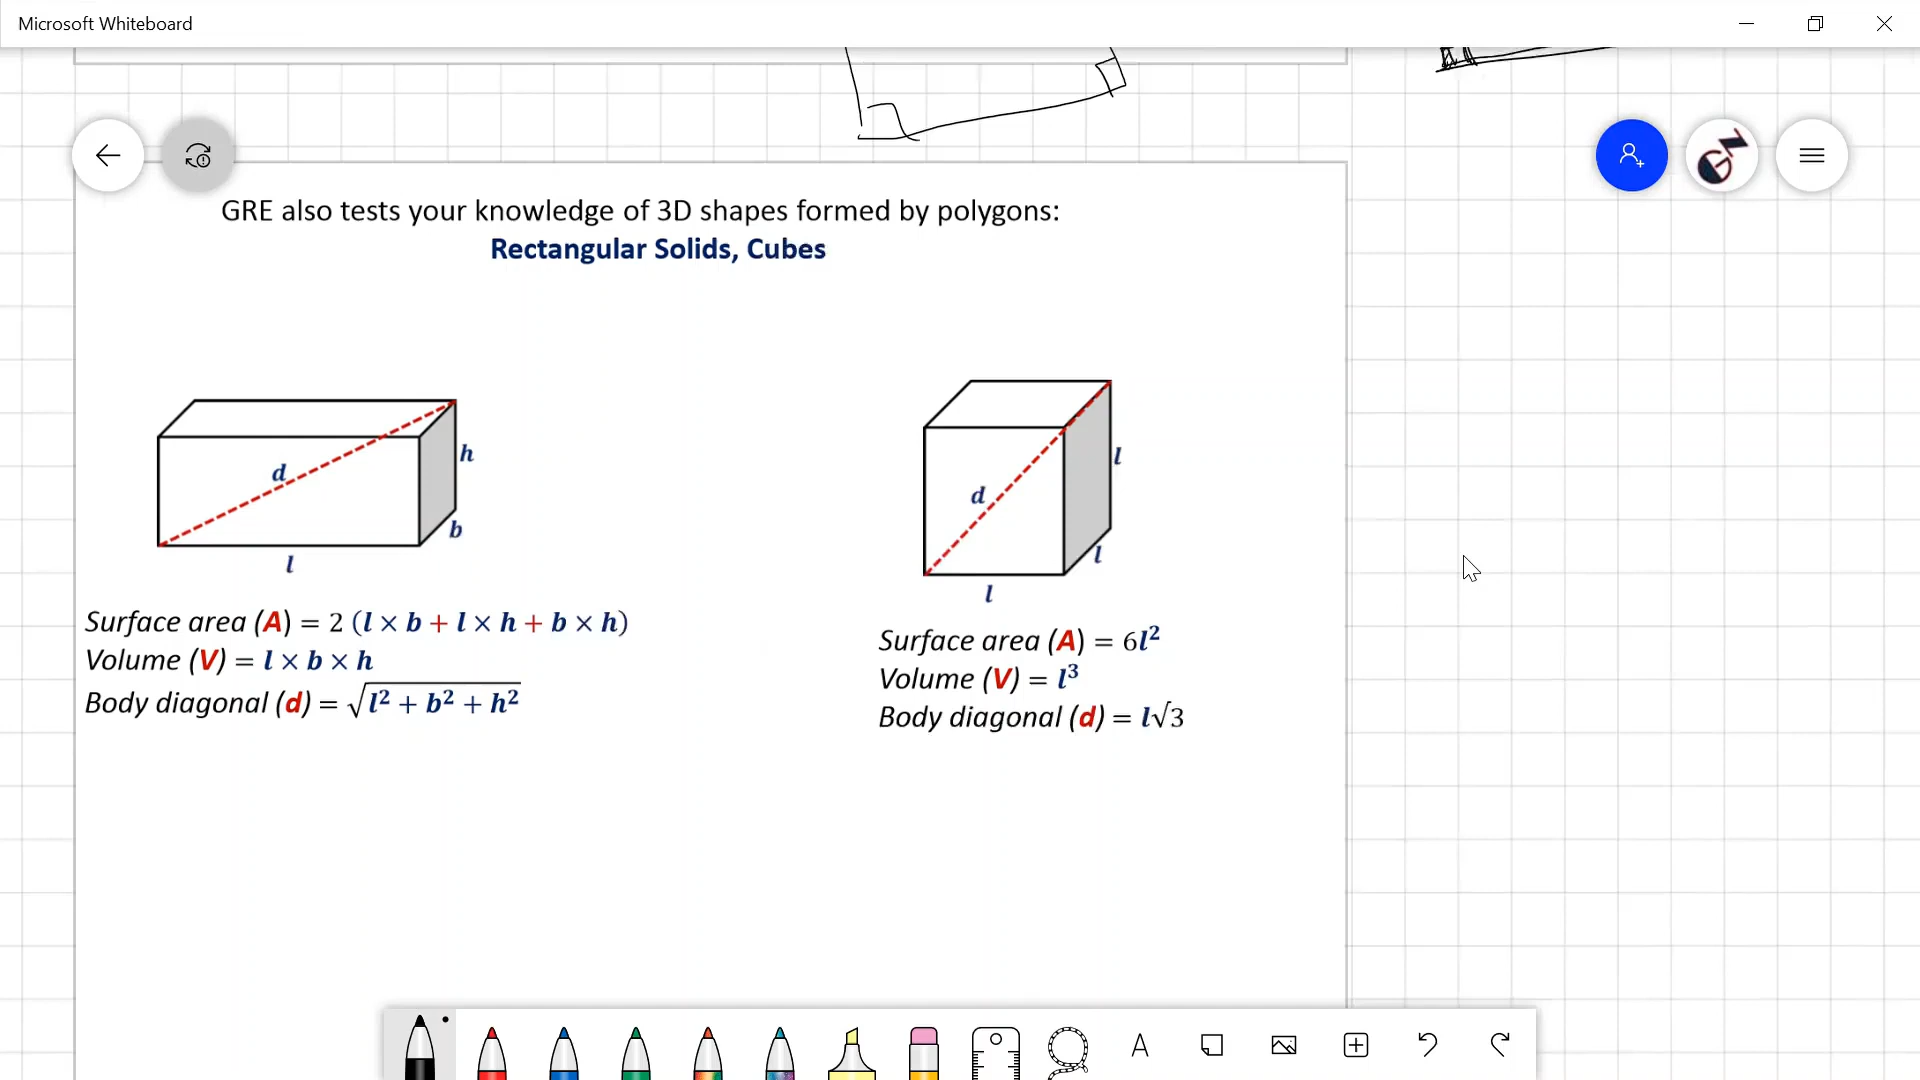 Microsoft Whiteboard
GRE also tests your knowledge of 3D shapes formed by polygons:
Rectangular Solids, Cubes
d
h
b
l
Surface area (A) = 2 (l × b + l × h + b × h)
Volume (V) = l × b × h
Body diagonal (d) = √(l² + b² + h²)
d
l
l
l
Surface area (A) = 6l²
Volume (V) = l³
Body diagonal (d) = l√3